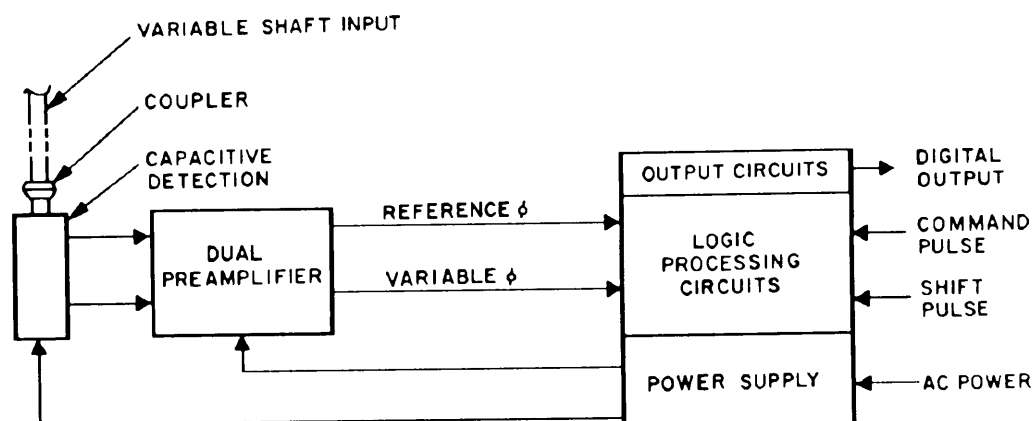 VARIABLE SHAFT INPUT
COUPLER
CAPACITIVE
DETECTION
DUAL
PREAMPLIFIER
REFERENCE ϕ
VARIABLE ϕ
OUTPUT CIRCUITS
LOGIC
PROCESSING
CIRCUITS
POWER SUPPLY
DIGITAL
OUTPUT
COMMAND
PULSE
SHIFT
PULSE
AC POWER